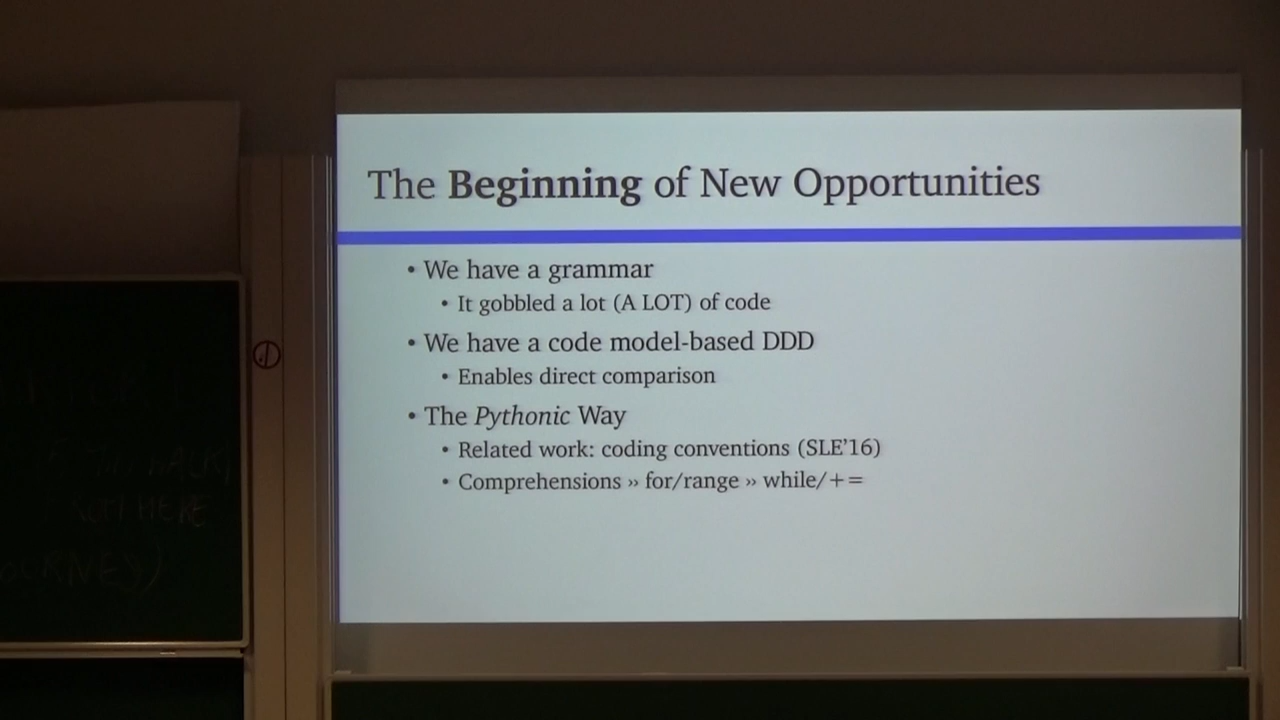 The Beginning of New Opportunities
• We have a grammar
• It gobbled a lot (A LOT) of code
• We have a code model-based DDD
• Enables direct comparison
• The Pythonic Way
• Related work: coding conventions (SLE'16)
• Comprehensions ›› for/range ›› while/+=
HERE